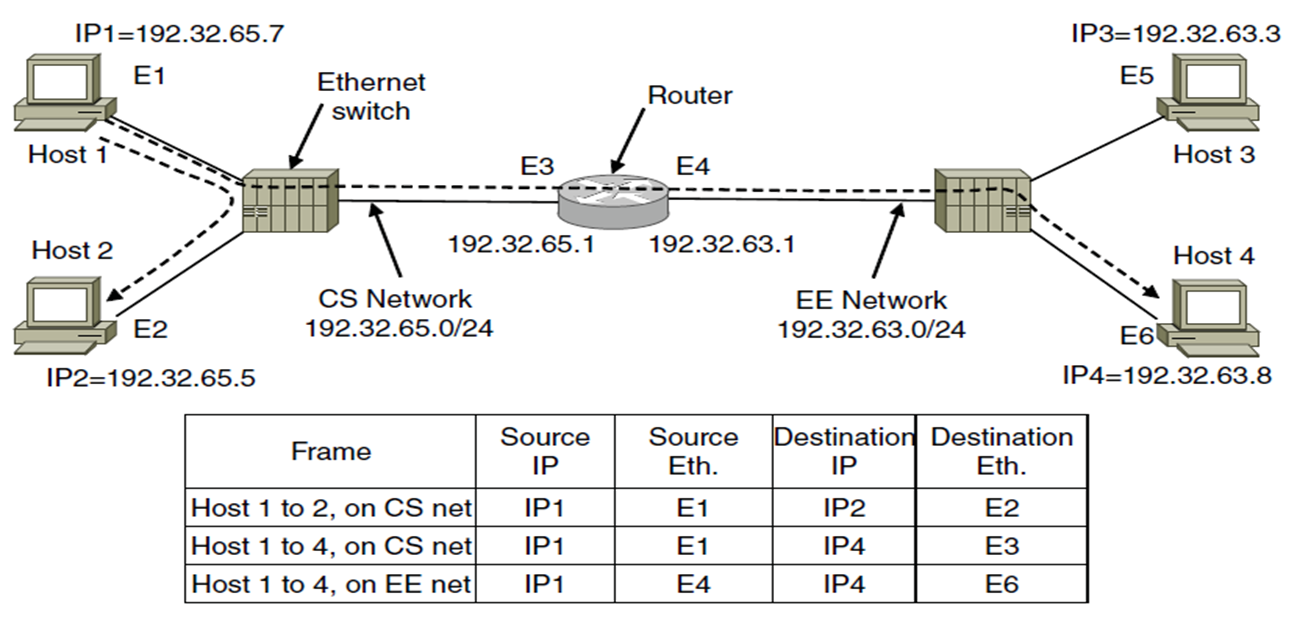 IP1=192.32.65.7
E1
Host 1
Ethernet
switch
Router
IP3=192.32.63.3
E5
Host 3
E3
E4
192.32.65.1
192.32.63.1
Host 2
E2
IP2=192.32.65.5
CS Network
192.32.65.0/24
EE Network
192.32.63.0/24
Host 4
E6
IP4=192.32.63.8
Frame
Source
IP
Source
Eth.
Destination
IP
Destination
Eth.
Host 1 to 2, on CS net IP1 E1 IP2 E2
Host 1 to 4, on CS net IP1 E1 IP4 E3
Host 1 to 4, on EE net IP1 E4 IP4 E6